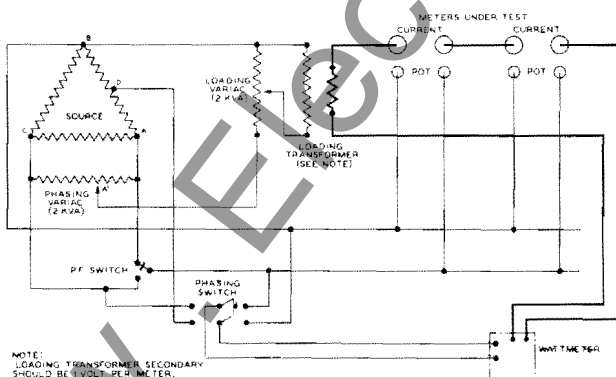 METERS UNDER TEST
CURRENT
CURRENT
B
POT
POT
D
LOADING
VARIAC
(2 KVA)
SOURCE
C
A
LOADING
TRANSFORMER
(SEE NOTE)
A'
PHASING
VARIAC
(2 KVA)
P.F. SWITCH
PHASING
SWITCH
WATTMETER
NOTE:
LOADING TRANSFORMER SECONDARY
SHOULD BE 1 VOLT PER METER.